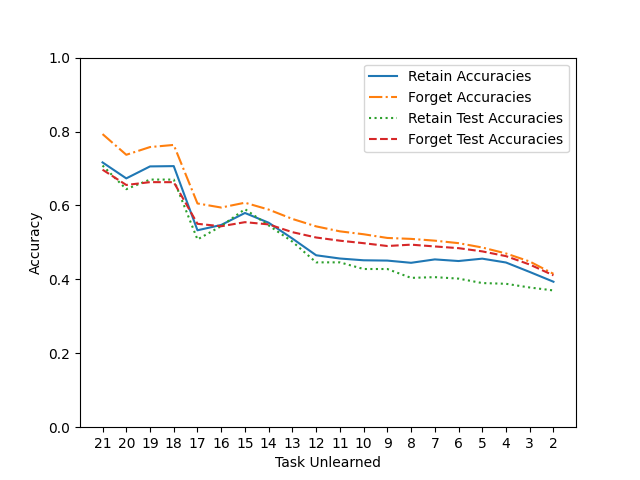 1.0
0.8
0.6
0.4
0.2
0.0
Accuracy
Retain Accuracies
Forget Accuracies
Retain Test Accuracies
Forget Test Accuracies
21 20 19 18 17 16 15 14 13 12 11 10 9 8 7 6 5 4 3 2
Task Unlearned